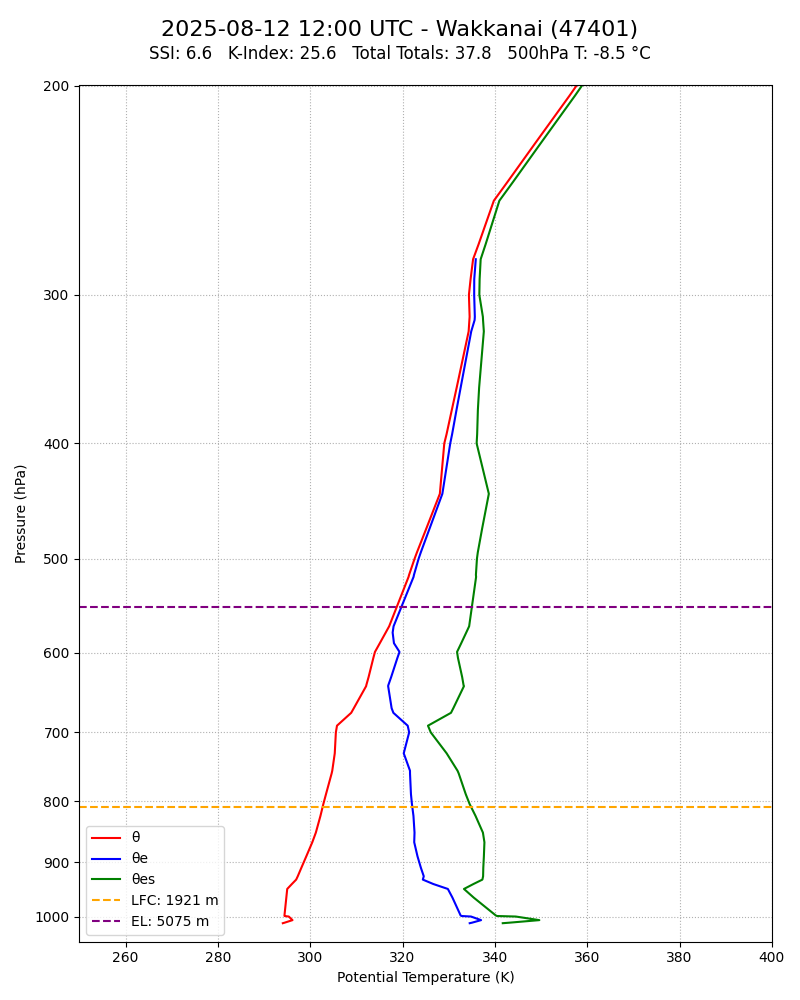 2025-08-12 12:00 UTC - Wakkanai (47401)
SSI: 6.6 K-Index: 25.6 Total Totals: 37.8 500hPa T: -8.5 °C
200
300
400
500
600
700
800
900
1000
Pressure (hPa)
θ
θe
θes
LFC: 1921 m
EL: 5075 m
260 280 300 320 340 360 380 400
Potential Temperature (K)